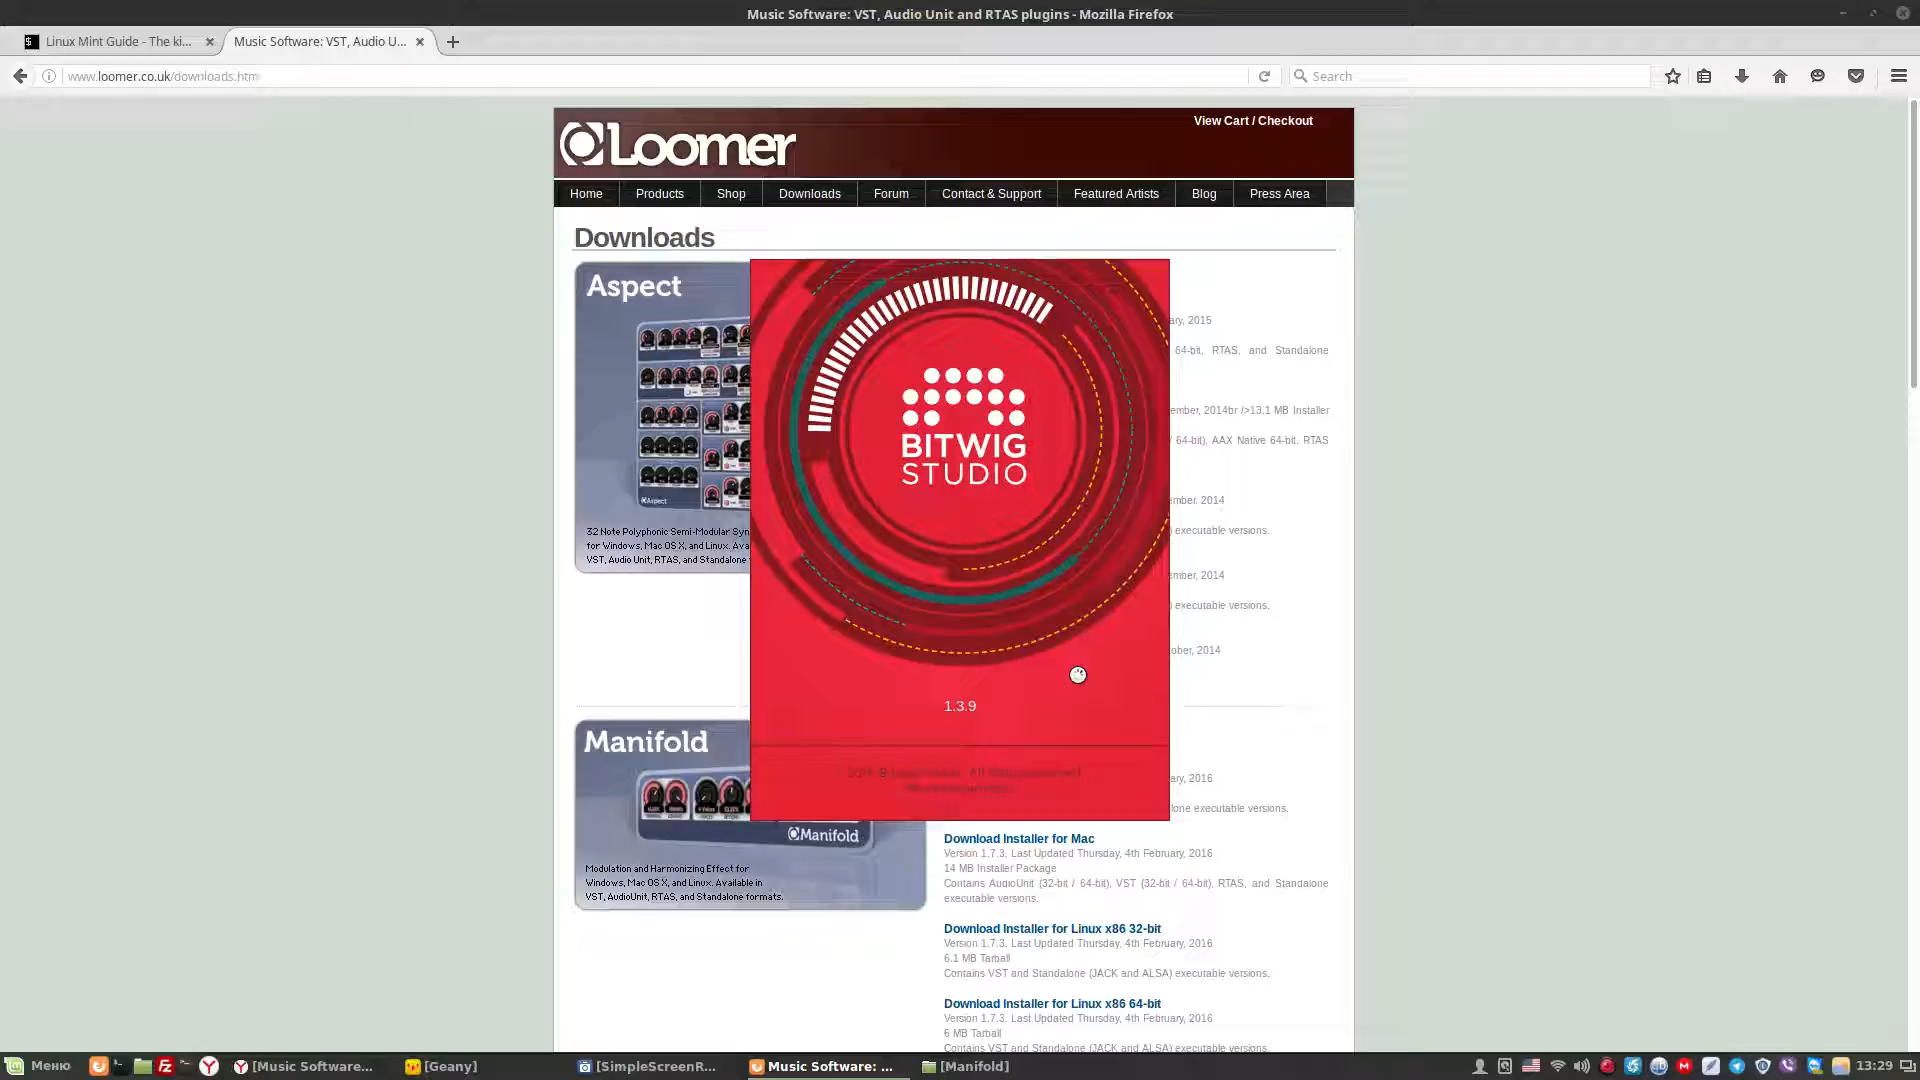 Music Software: VST, Audio Unit and RTAS plugins - Mozilla Firefox
Linux Mint Guide - The ki...
Music Software: VST, Audio U...
www.loomer.co.uk/downloads.htm
Search
View Cart / Checkout
Loomer
Home
Products
Shop
Downloads
Forum
Contact & Support
Featured Artists
Blog
Press Area
Downloads
Aspect
ary, 2015
64-bit, RTAS, and Standalone
ember, 2014br />13.1 MB Installer
64-bit), AAX Native 64-bit. RTAS
ember. 2014
) executable versions.
ember, 2014
) executable versions.
ober, 2014
Aspect
32 Note Polyphonic Semi-Modular Syn
for Windows, Mac OS X, and Linux. Ava
VST, Audio Unit, RTAS, and Standalone
BITWIG
STUDIO
1.3.9
Manifold
ary, 2016
lone executable versions.
Manifold
Modulation and Harmonizing Effect for
Windows, Mac OS X, and Linux. Available in
VST, AudioUnit, RTAS, and Standalone formats.
Download Installer for Mac
Version 1.7.3. Last Updated Thursday, 4th February, 2016
14 MB Installer Package
Contains AudioUnit (32-bit / 64-bit), VST (32-bit / 64-bit), RTAS, and Standalone
executable versions.
Download Installer for Linux x86 32-bit
Version 1.7.3. Last Updated Thursday, 4th February, 2016
6.1 MB Tarball
Contains VST and Standalone (JACK and ALSA) executable versions.
Download Installer for Linux x86 64-bit
Version 1.7.3. Last Updated Thursday, 4th February, 2016
6 MB Tarball
Contains VST and Standalone (JACK and ALSA) executable versions.
Меню
[Music Software...
[Geany]
[SimpleScreenR...
Music Software: ...
[Manifold]
13:29